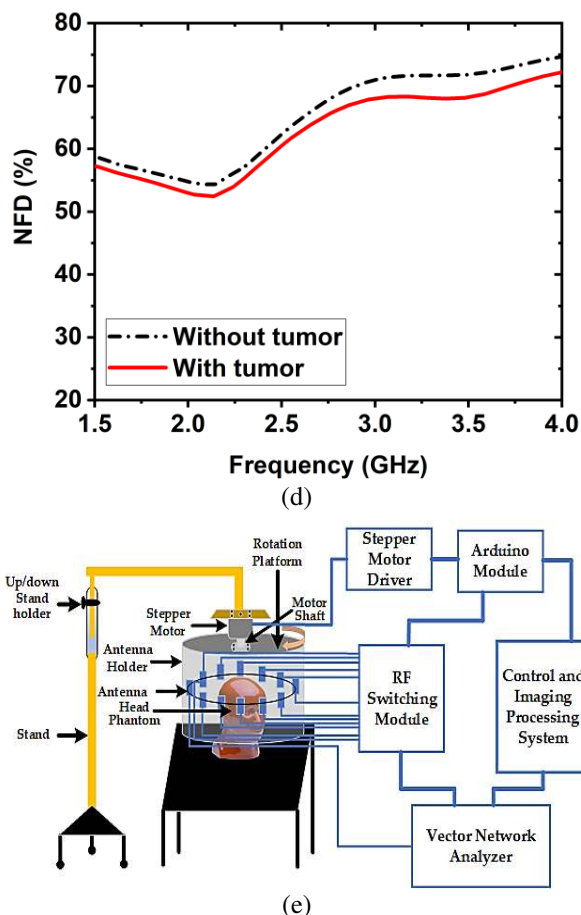 80
70
60
50
40
30
20
NFD (%)
Without tumor
With tumor
1.5 2.0 2.5 3.0 3.5 4.0
Frequency (GHz)
(d)
Up/down
Stand
holder
Stand
Stepper
Motor
Antenna
Holder
Antenna
Head
Phantom
Rotation
Platform
Motor
Shaft
Stepper
Motor
Driver
Arduino
Module
RF
Switching
Module
Control and
Imaging
Processing
System
Vector Network
Analyzer
(e)